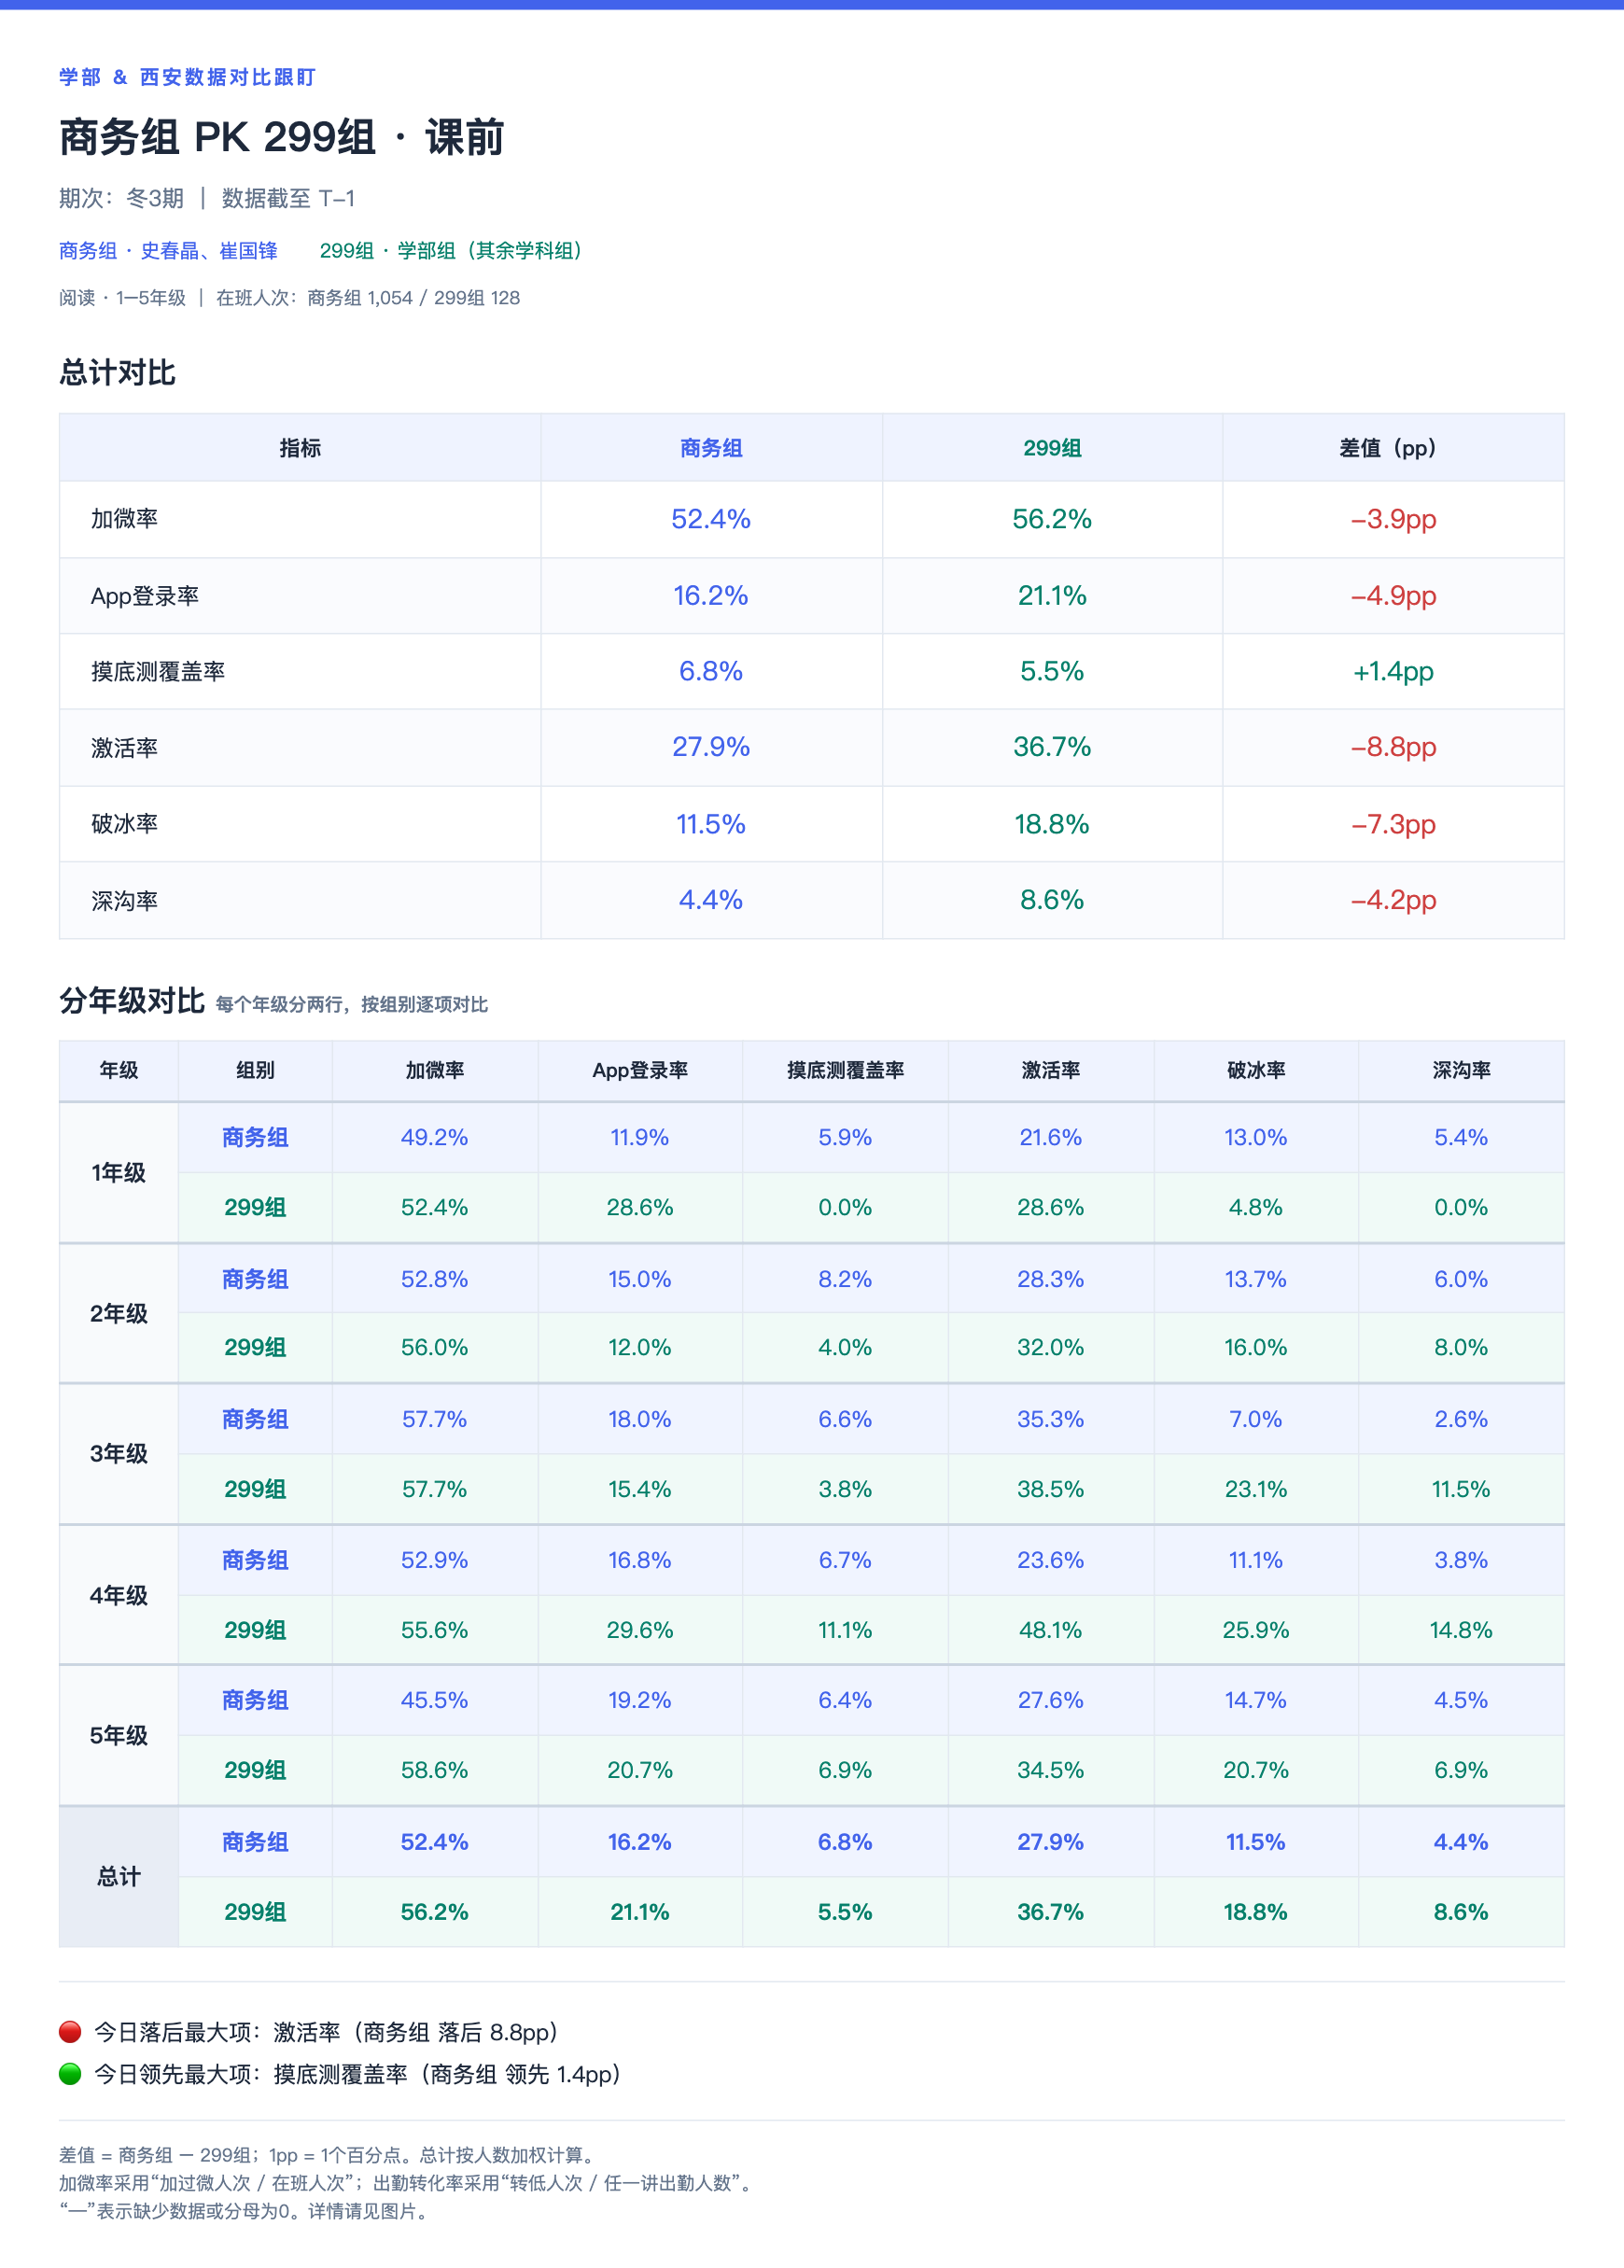 学部 & 西安数据对比跟盯
商务组 PK 299组 · 课前
期次：冬3期 ｜ 数据截至 T–1
商务组 · 史春晶、崔国锋 299组 · 学部组（其余学科组）
阅读 · 1—5年级 ｜ 在班人次：商务组 1,054 / 299组 128
总计对比
指标 商务组 299组 差值（pp）
加微率 52.4% 56.2% –3.9pp
App登录率 16.2% 21.1% –4.9pp
摸底测覆盖率 6.8% 5.5% +1.4pp
激活率 27.9% 36.7% –8.8pp
破冰率 11.5% 18.8% –7.3pp
深沟率 4.4% 8.6% –4.2pp
分年级对比 每个年级分两行，按组别逐项对比
年级 组别 加微率 App登录率 摸底测覆盖率 激活率 破冰率 深沟率
1年级
商务组 49.2% 11.9% 5.9% 21.6% 13.0% 5.4%
299组 52.4% 28.6% 0.0% 28.6% 4.8% 0.0%
2年级
商务组 52.8% 15.0% 8.2% 28.3% 13.7% 6.0%
299组 56.0% 12.0% 4.0% 32.0% 16.0% 8.0%
3年级
商务组 57.7% 18.0% 6.6% 35.3% 7.0% 2.6%
299组 57.7% 15.4% 3.8% 38.5% 23.1% 11.5%
4年级
商务组 52.9% 16.8% 6.7% 23.6% 11.1% 3.8%
299组 55.6% 29.6% 11.1% 48.1% 25.9% 14.8%
5年级
商务组 45.5% 19.2% 6.4% 27.6% 14.7% 4.5%
299组 58.6% 20.7% 6.9% 34.5% 20.7% 6.9%
总计
商务组 52.4% 16.2% 6.8% 27.9% 11.5% 4.4%
299组 56.2% 21.1% 5.5% 36.7% 18.8% 8.6%
今日落后最大项：激活率（商务组 落后 8.8pp）
今日领先最大项：摸底测覆盖率（商务组 领先 1.4pp）
差值 = 商务组 — 299组；1pp = 1个百分点。总计按人数加权计算。
加微率采用“加过微人次 / 在班人次”；出勤转化率采用“转低人次 / 任一讲出勤人数”。
“—”表示缺少数据或分母为0。详情请见图片。